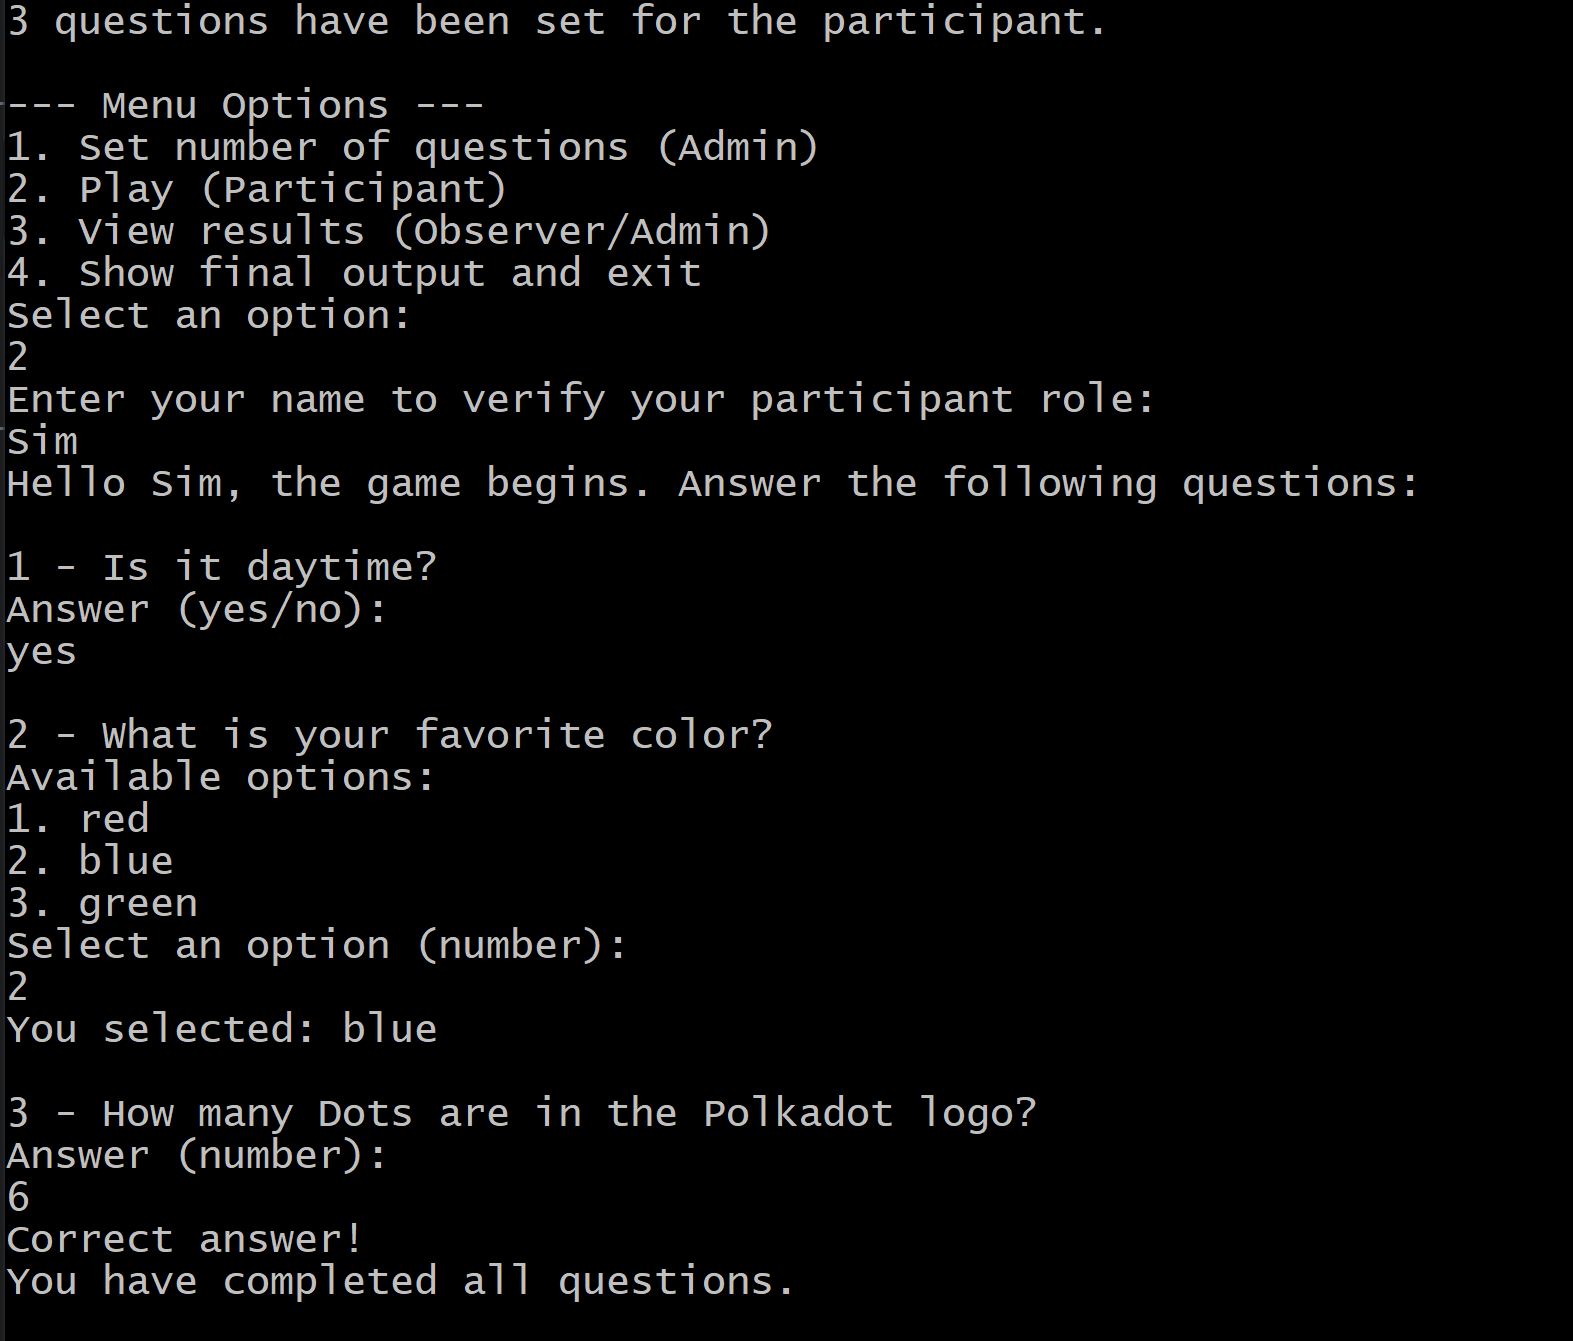 3 questions have been set for the participant.
--- Menu Options ---
1. Set number of questions (Admin)
2. Play (Participant)
3. View results (Observer/Admin)
4. Show final output and exit
Select an option:
2
Enter your name to verify your participant role:
Sim
Hello Sim, the game begins. Answer the following questions:
1 - Is it daytime?
Answer (yes/no):
yes
2 - What is your favorite color?
Available options:
1. red
2. blue
3. green
Select an option (number):
2
You selected: blue
3 - How many Dots are in the Polkadot logo?
Answer (number):
6
Correct answer!
You have completed all questions.